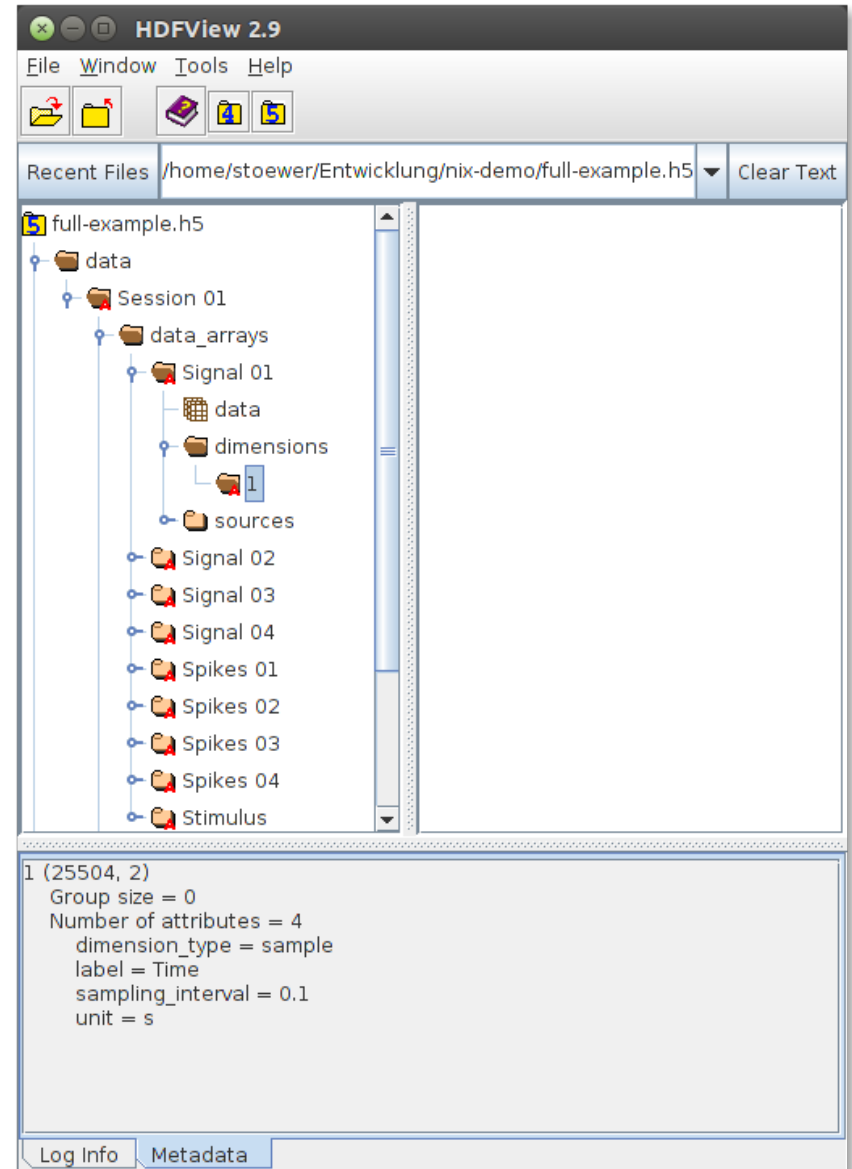 HDFView 2.9
File Window Tools Help
4 5
Recent Files /home/stoewer/Entwicklung/nix-demo/full-example.h5 Clear Text
5 full-example.h5
data
Session 01
data_arrays
Signal 01
data
dimensions
1
sources
Signal 02
Signal 03
Signal 04
Spikes 01
Spikes 02
Spikes 03
Spikes 04
Stimulus
1 (25504, 2)
Group size = 0
Number of attributes = 4
dimension_type = sample
label = Time
sampling_interval = 0.1
unit = s
Log Info Metadata